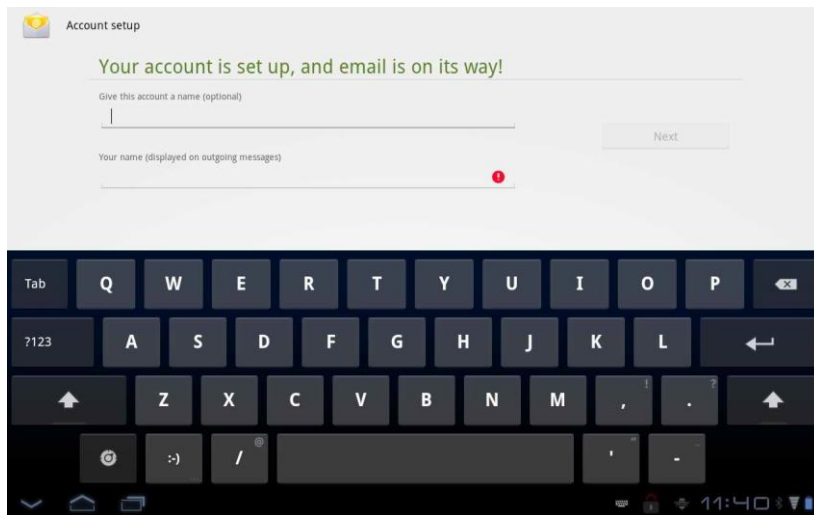 Account setup
Your account is set up, and email is on its way!
Give this account a name (optional)
Next
Your name (displayed on outgoing messages)
!
Tab Q W E R T Y U I O P
?123 A S D F G H J K L
Z X C V B N M , ! . ?
:-) / @ ' " - _
11:40